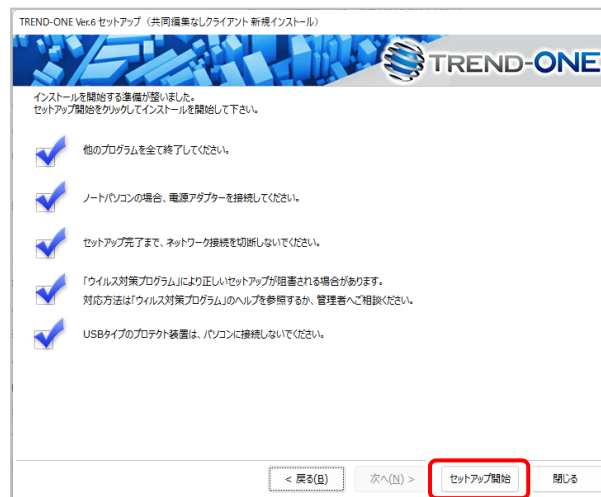 TREND-ONE Ver.6 セットアップ（共同編集なしクライアント 新規インストール）
TREND-ONE
インストールを開始する準備が整いました。
セットアップ開始をクリックしてインストールを開始して下さい。
他のプログラムを全て終了してください。
ノートパソコンの場合、電源アダプターを接続してください。
セットアップ完了まで、ネットワーク接続を切断しないでください。
「ウイルス対策プログラム」により正しいセットアップが阻害される場合があります。
対応方法は「ウィルス対策プログラム」のヘルプを参照するか、管理者へご相談ください。
USBタイプのプロテクト装置は、パソコンに接続しないでください。
< 戻る(B) 次へ(N) > セットアップ開始 閉じる